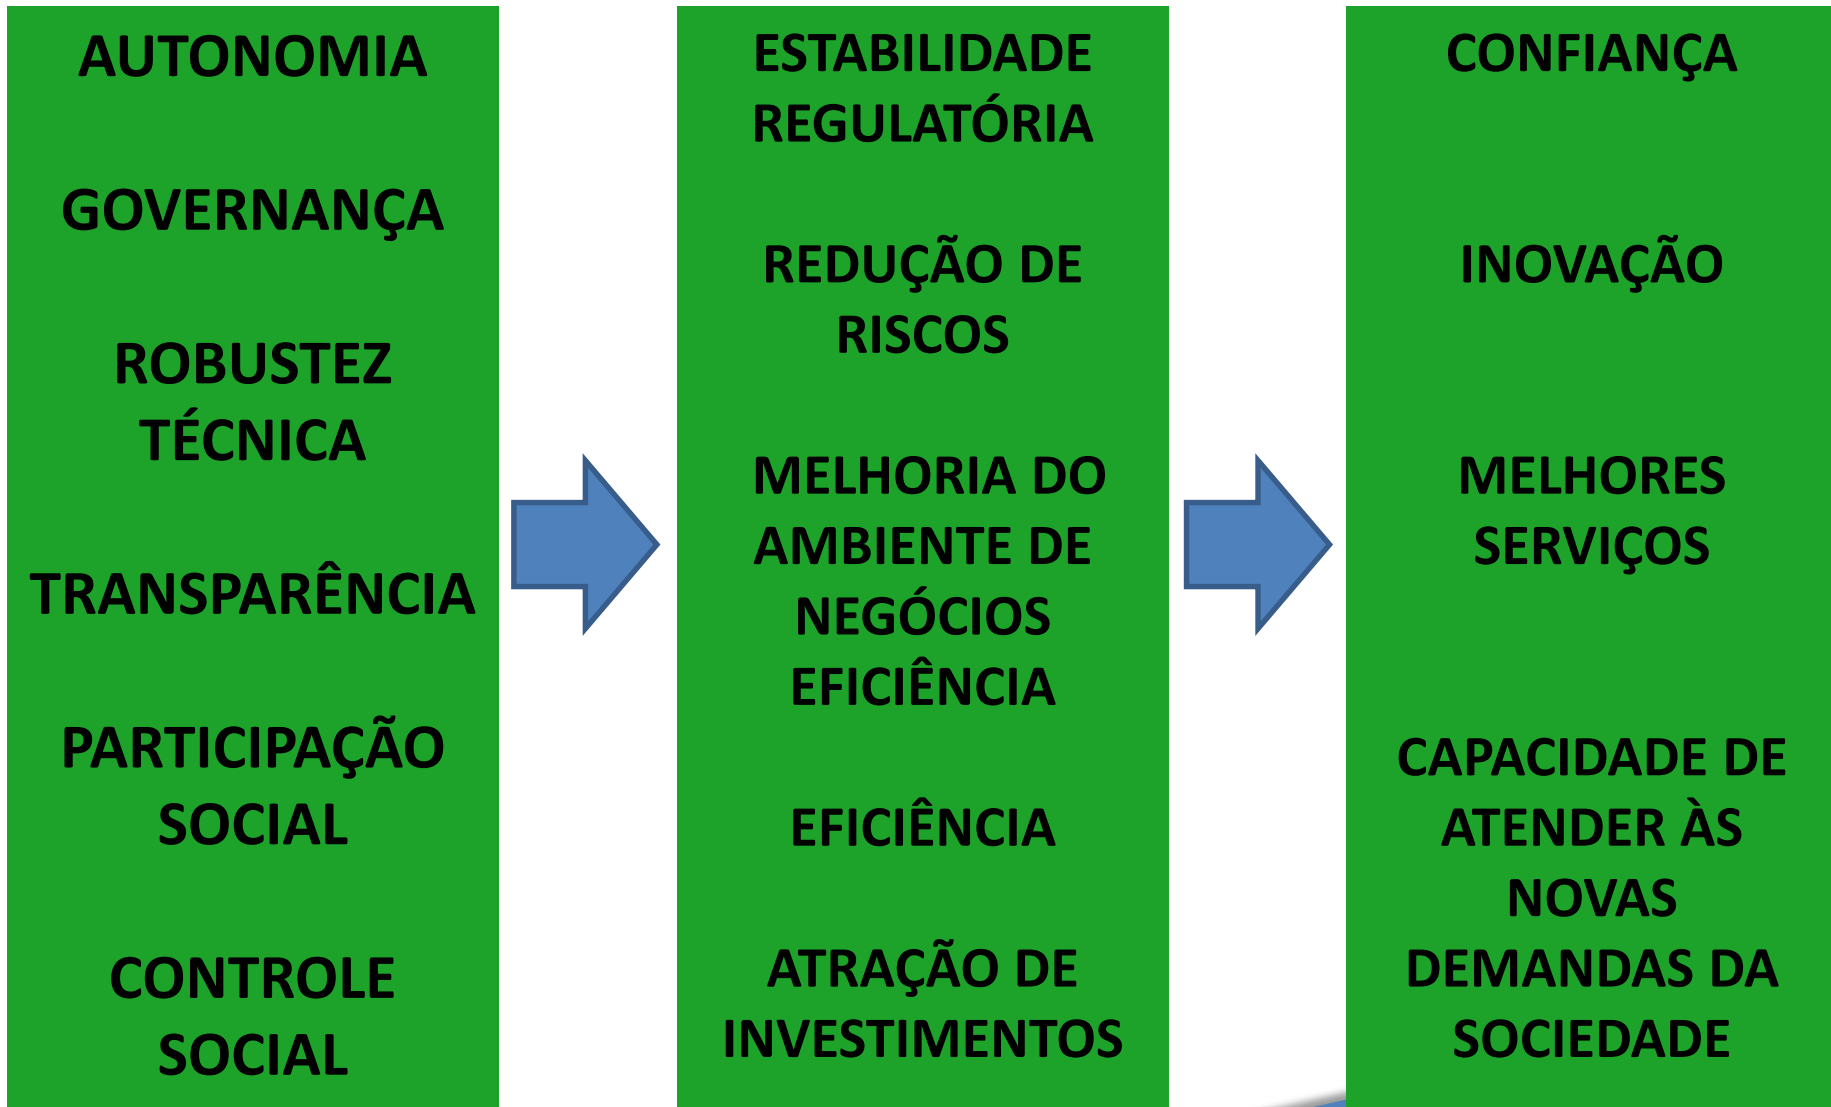 AUTONOMIA
GOVERNANÇA
ROBUSTEZ
TÉCNICA
TRANSPARÊNCIA
PARTICIPAÇÃO
SOCIAL
CONTROLE
SOCIAL
ESTABILIDADE
REGULATÓRIA
REDUÇÃO DE
RISCOS
MELHORIA DO
AMBIENTE DE
NEGÓCIOS
EFICIÊNCIA
EFICIÊNCIA
ATRAÇÃO DE
INVESTIMENTOS
CONFIANÇA
INOVAÇÃO
MELHORES
SERVIÇOS
CAPACIDADE DE
ATENDER ÀS
NOVAS
DEMANDAS DA
SOCIEDADE